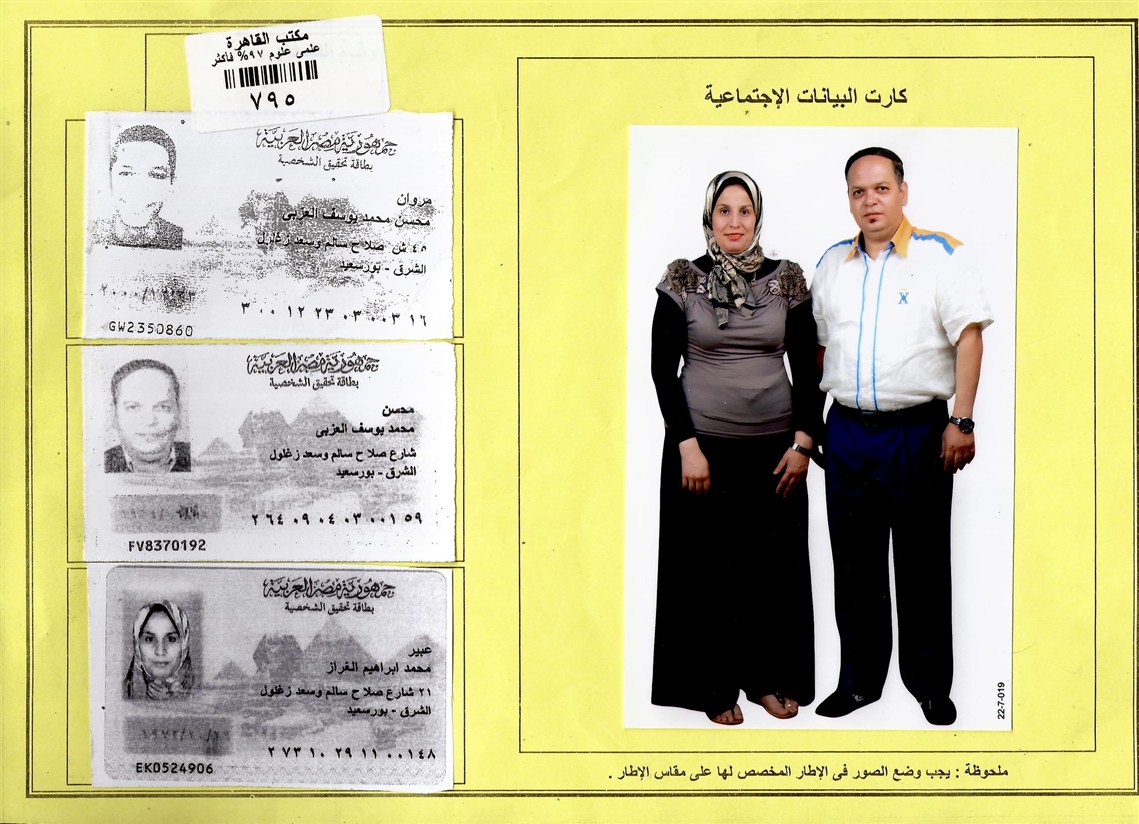 مكتب القاهرة
علمى علوم ٩٧% فأكثر
٧٩٥
جمهورية مصر العربية
بطاقة تحقيق الشخصية
مروان
محسن محمد يوسف العزبى
٤٥ ش صلاح سالم وسعد زغلول
الشرق - بورسعيد
٣٠٠١٢٢٣٠٣٠٠٣١٦
GW2350860
جمهورية مصر العربية
بطاقة تحقيق الشخصية
محسن
محمد يوسف العزبى
شارع صلاح سالم وسعد زغلول
الشرق - بورسعيد
٢٦٤٠٩٠٤٠٣٠٠١٥٩
FV8370192
جمهورية مصر العربية
بطاقة تحقيق الشخصية
عبير
محمد ابراهيم الغراز
٢١ شارع صلاح سالم وسعد زغلول
الشرق - بورسعيد
٢٧٣١٠٢٩١١٠٠١٤٨
EK0524906
كارت البيانات الإجتماعية
22-7-019
ملحوظة : يجب وضع الصور فى الإطار المخصص لها على مقاس الإطار .